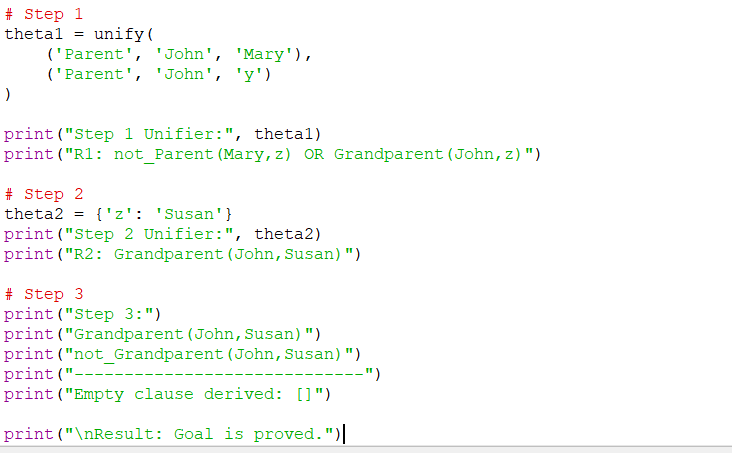 # Step 1
theta1 = unify(
    ('Parent', 'John', 'Mary'),
    ('Parent', 'John', 'y')
)
print("Step 1 Unifier:", theta1)
print("R1: not_Parent(Mary,z) OR Grandparent(John,z)")
# Step 2
theta2 = {'z': 'Susan'}
print("Step 2 Unifier:", theta2)
print("R2: Grandparent(John,Susan)")
# Step 3
print("Step 3:")
print("Grandparent(John,Susan)")
print("not_Grandparent(John,Susan)")
print("-----------------------------")
print("Empty clause derived: []")
print("\nResult: Goal is proved.")